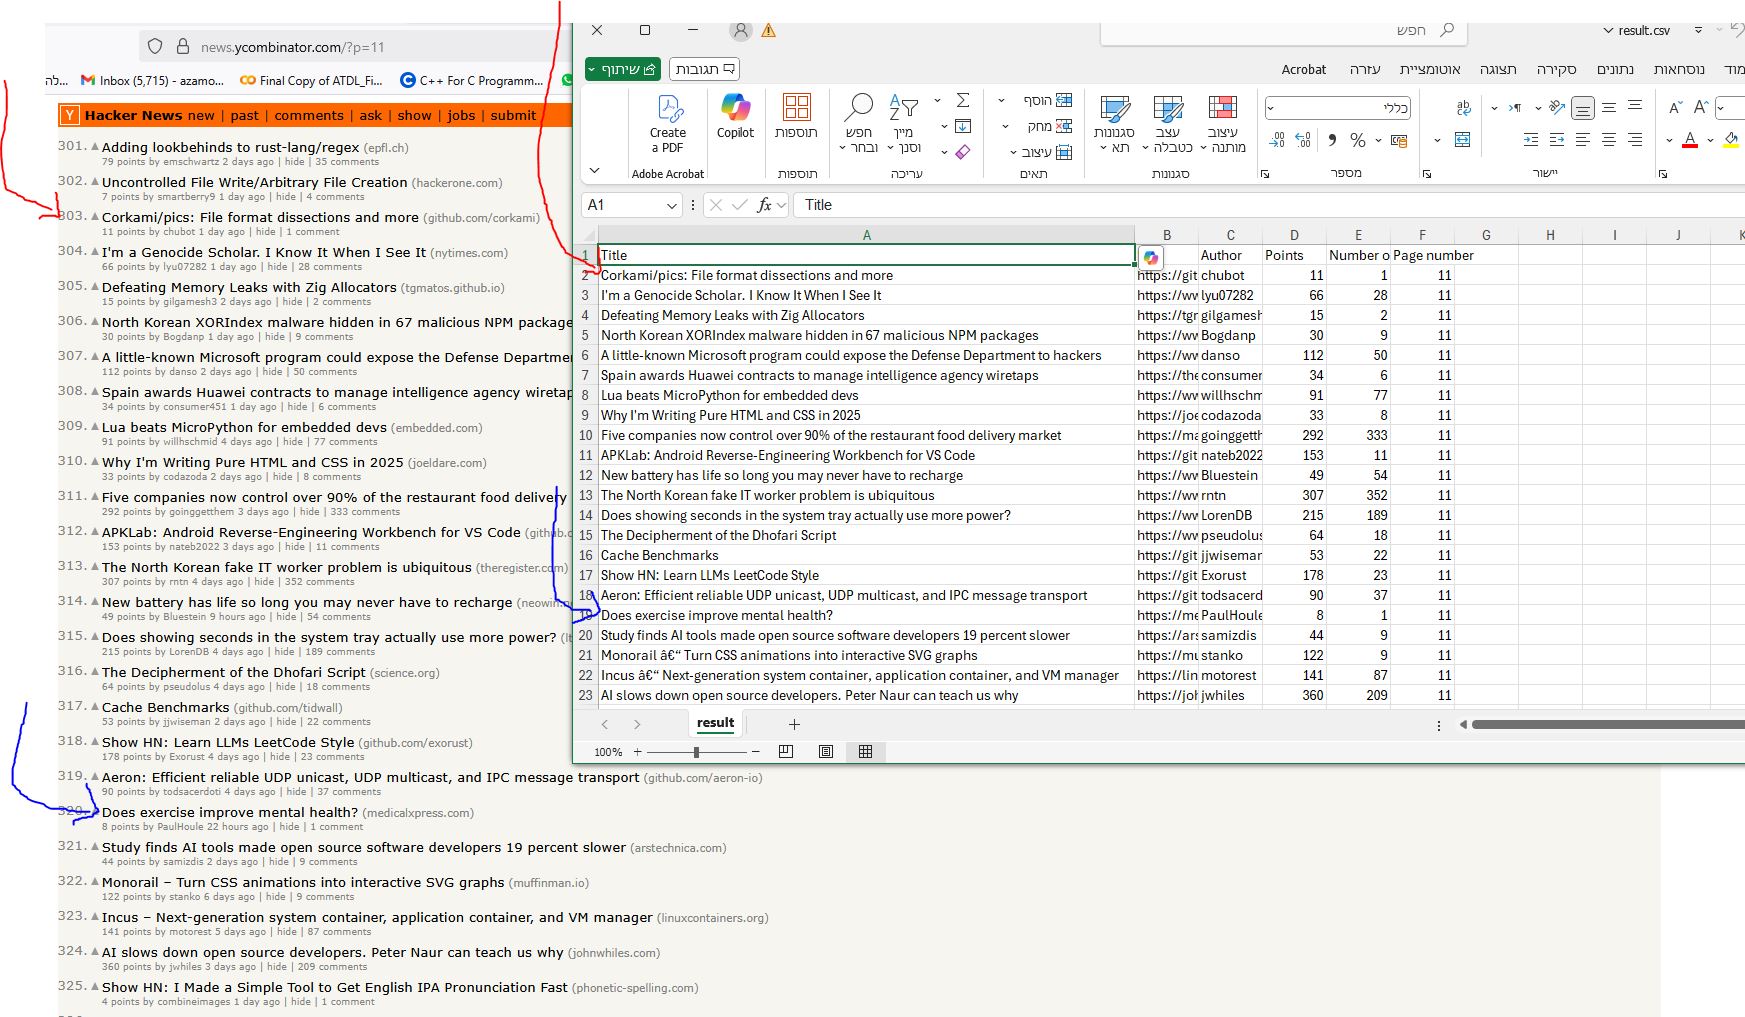 news.ycombinator.com/?p=11
לה...
Inbox (5,715) - azamo...
Final Copy of ATDL_Fi...
C++ For C Programm...
Y Hacker News new | past | comments | ask | show | jobs | submit
301. Adding lookbehinds to rust-lang/regex (epfl.ch)
79 points by emschwartz 2 days ago | hide | 35 comments
302. Uncontrolled File Write/Arbitrary File Creation (hackerone.com)
7 points by smartberry9 1 day ago | hide | 4 comments
303. Corkami/pics: File format dissections and more (github.com/corkami)
11 points by chubot 1 day ago | hide | 1 comment
304. I'm a Genocide Scholar. I Know It When I See It (nytimes.com)
66 points by lyu07282 1 day ago | hide | 28 comments
305. Defeating Memory Leaks with Zig Allocators (tgmatos.github.io)
15 points by gilgamesh3 2 days ago | hide | 2 comments
306. North Korean XORIndex malware hidden in 67 malicious NPM package
30 points by Bogdanp 1 day ago | hide | 9 comments
307. A little-known Microsoft program could expose the Defense Departme
112 points by danso 2 days ago | hide | 50 comments
308. Spain awards Huawei contracts to manage intelligence agency wiretap
34 points by consumer451 1 day ago | hide | 6 comments
309. Lua beats MicroPython for embedded devs (embedded.com)
91 points by willhschmid 4 days ago | hide | 77 comments
310. Why I'm Writing Pure HTML and CSS in 2025 (joeldare.com)
33 points by codazoda 2 days ago | hide | 8 comments
311. Five companies now control over 90% of the restaurant food delivery
292 points by goinggetthem 3 days ago | hide | 333 comments
312. APKLab: Android Reverse-Engineering Workbench for VS Code (github.c
153 points by nateb2022 3 days ago | hide | 11 comments
313. The North Korean fake IT worker problem is ubiquitous (theregister.com)
307 points by rntn 4 days ago | hide | 352 comments
314. New battery has life so long you may never have to recharge (neowin.n
49 points by Bluestein 9 hours ago | hide | 54 comments
315. Does showing seconds in the system tray actually use more power? (lt
215 points by LorenDB 4 days ago | hide | 189 comments
316. The Decipherment of the Dhofari Script (science.org)
64 points by pseudolus 4 days ago | hide | 18 comments
317. Cache Benchmarks (github.com/tidwall)
53 points by jjwiseman 2 days ago | hide | 22 comments
318. Show HN: Learn LLMs LeetCode Style (github.com/exorust)
178 points by Exorust 4 days ago | hide | 23 comments
319. Aeron: Efficient reliable UDP unicast, UDP multicast, and IPC message transport (github.com/aeron-io)
90 points by todsacerdoti 4 days ago | hide | 37 comments
320. Does exercise improve mental health? (medicalxpress.com)
8 points by PaulHoule 22 hours ago | hide | 1 comment
321. Study finds AI tools made open source software developers 19 percent slower (arstechnica.com)
44 points by samizdis 2 days ago | hide | 9 comments
322. Monorail – Turn CSS animations into interactive SVG graphs (muffinman.io)
122 points by stanko 6 days ago | hide | 9 comments
323. Incus – Next-generation system container, application container, and VM manager (linuxcontainers.org)
141 points by motorest 5 days ago | hide | 87 comments
324. AI slows down open source developers. Peter Naur can teach us why (johnwhiles.com)
360 points by jwhiles 3 days ago | hide | 209 comments
325. Show HN: I Made a Simple Tool to Get English IPA Pronunciation Fast (phonetic-spelling.com)
4 points by combineimages 1 day ago | hide | 1 comment
חפש
result.csv
שיתוף
תגובות
Acrobat
עזרה
אוטומציית
תצוגה
סקירה
נתונים
נוסחאות
מוד
Create a PDF
Adobe Acrobat
Copilot
תוספות
תוספות
חפש ובחר
מיין וסנן
עריכה
הוסף
מחק
עיצוב
תאים
סגנונות תא
עצב כטבלה
עיצוב מותנה
סגנונות
כללי
מספר
יישור
A1
fx
Title
A B C D E F G H I J K
1 Title Author Points Number o Page number
2 Corkami/pics: File format dissections and more https://git chubot 11 1 11
3 I'm a Genocide Scholar. I Know It When I See It https://ww lyu07282 66 28 11
4 Defeating Memory Leaks with Zig Allocators https://tgr gilgamesh 15 2 11
5 North Korean XORIndex malware hidden in 67 malicious NPM packages https://ww Bogdanp 30 9 11
6 A little-known Microsoft program could expose the Defense Department to hackers https://ww danso 112 50 11
7 Spain awards Huawei contracts to manage intelligence agency wiretaps https://the consumer 34 6 11
8 Lua beats MicroPython for embedded devs https://ww willhschm 91 77 11
9 Why I'm Writing Pure HTML and CSS in 2025 https://joe codazoda 33 8 11
10 Five companies now control over 90% of the restaurant food delivery market https://ma goinggetth 292 333 11
11 APKLab: Android Reverse-Engineering Workbench for VS Code https://git nateb2022 153 11 11
12 New battery has life so long you may never have to recharge https://ww Bluestein 49 54 11
13 The North Korean fake IT worker problem is ubiquitous https://ww rntn 307 352 11
14 Does showing seconds in the system tray actually use more power? https://ww LorenDB 215 189 11
15 The Decipherment of the Dhofari Script https://ww pseudolus 64 18 11
16 Cache Benchmarks https://git jjwiseman 53 22 11
17 Show HN: Learn LLMs LeetCode Style https://git Exorust 178 23 11
18 Aeron: Efficient reliable UDP unicast, UDP multicast, and IPC message transport https://git todsacerd 90 37 11
19 Does exercise improve mental health? https://me PaulHoule 8 1 11
20 Study finds AI tools made open source software developers 19 percent slower https://ars samizdis 44 9 11
21 Monorail â€“ Turn CSS animations into interactive SVG graphs https://mu stanko 122 9 11
22 Incus â€“ Next-generation system container, application container, and VM manager https://lin motorest 141 87 11
23 AI slows down open source developers. Peter Naur can teach us why https://joh jwhiles 360 209 11
result
100%